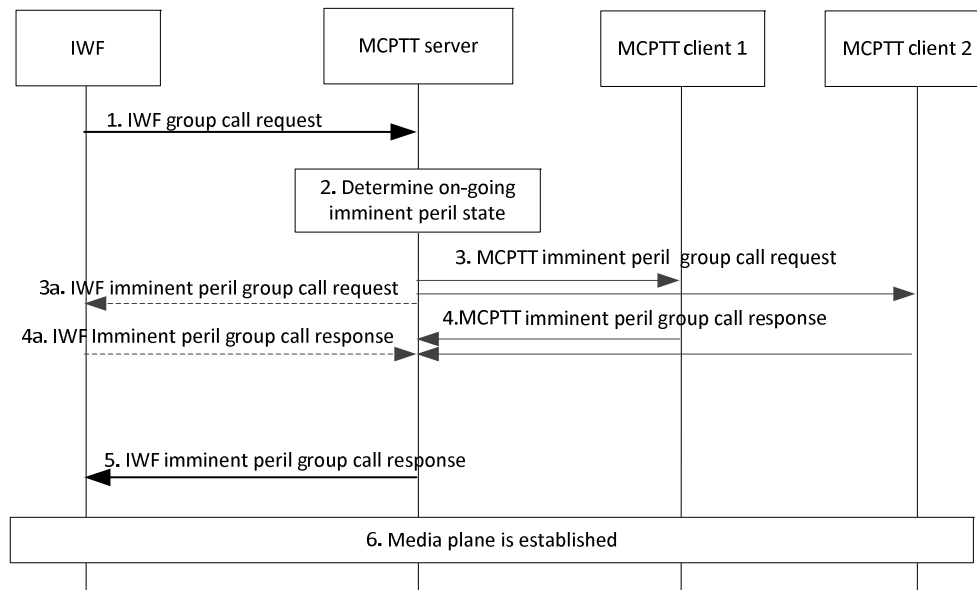 IWF
MCPTT server
MCPTT client 1
MCPTT client 2
1. IWF group call request
2. Determine on-going
imminent peril state
3. MCPTT imminent peril group call request
3a. IWF imminent peril group call request
4.MCPTT imminent peril group call response
4a. IWF Imminent peril group call response
5. IWF imminent peril group call response
6. Media plane is established